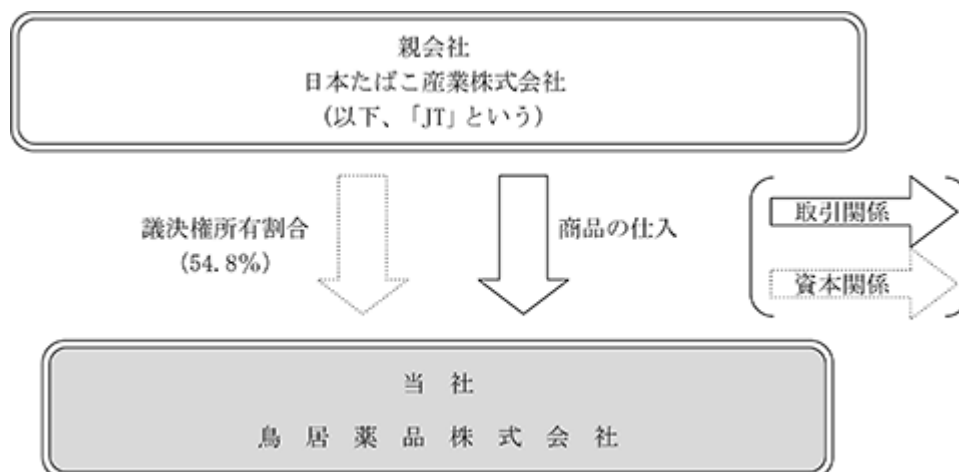 親会社
日本たばこ産業株式会社
(以下、「JT」という)
議決権所有割合
(54.8%)
商品の仕入
取引関係
資本関係
当 社
鳥 居 薬 品 株 式 会 社